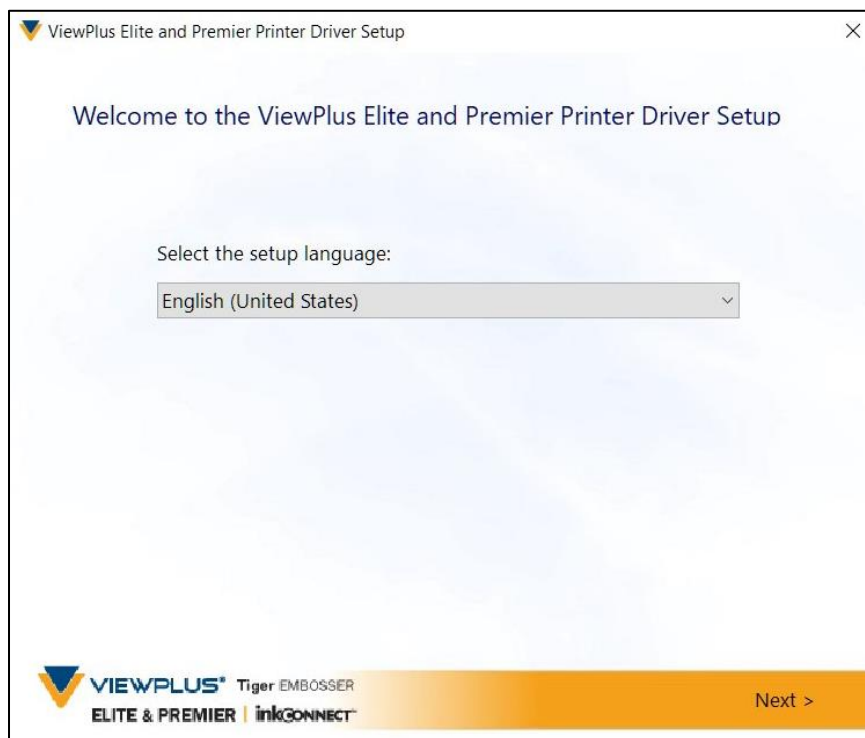 ViewPlus Elite and Premier Printer Driver Setup
Welcome to the ViewPlus Elite and Premier Printer Driver Setup
Select the setup language:
English (United States)
VIEWPLUS® Tiger EMBOSSER
ELITE & PREMIER | inkCONNECT™
Next >